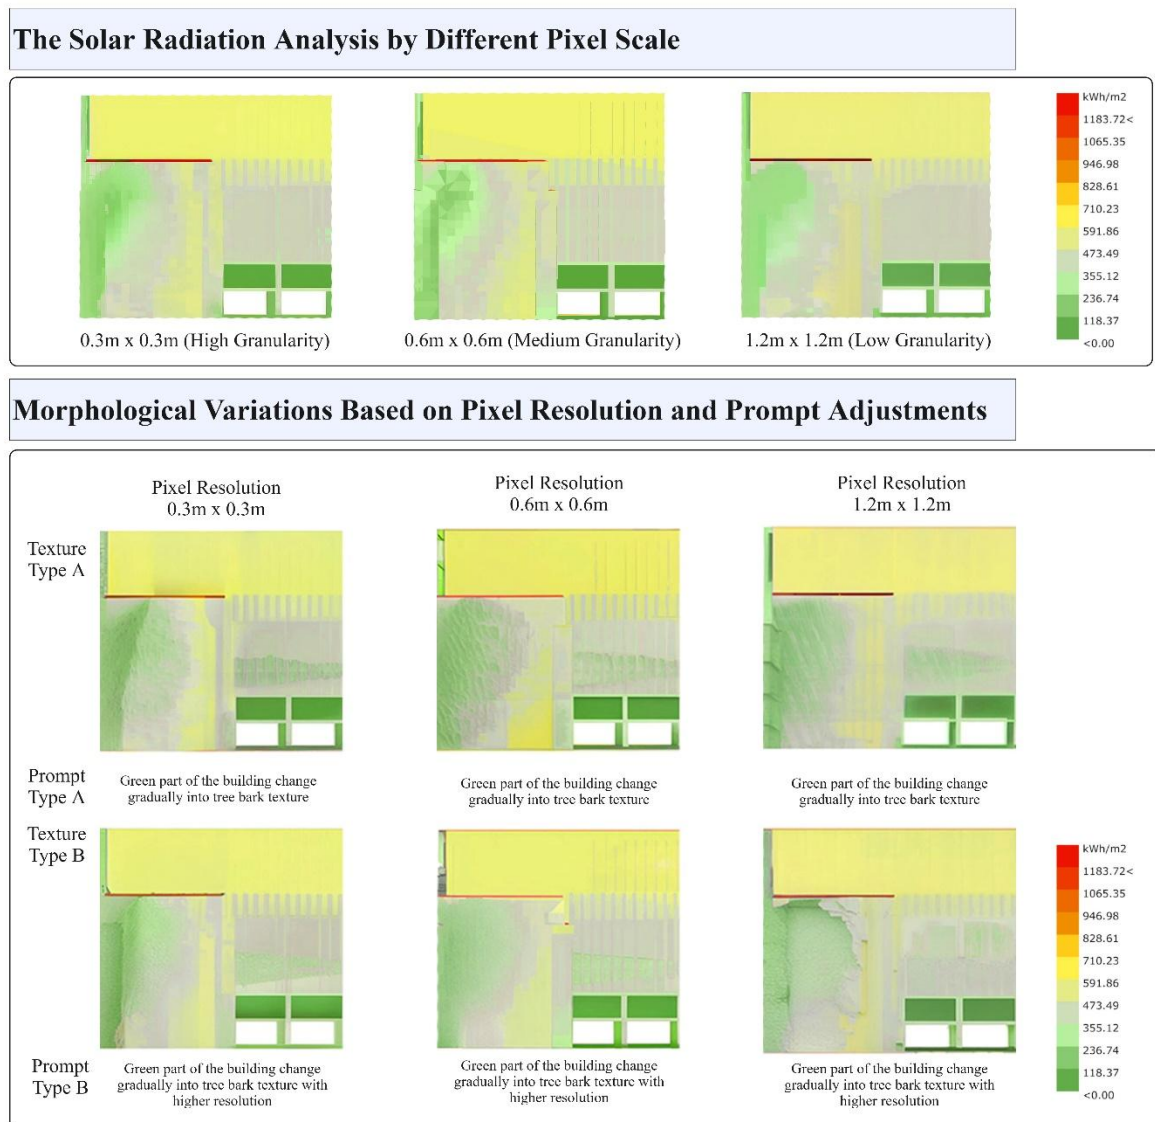 The Solar Radiation Analysis by Different Pixel Scale
kWh/m2
1183.72<
1065.35
946.98
828.61
710.23
591.86
473.49
355.12
236.74
118.37
<0.00
0.3m x 0.3m (High Granularity)
0.6m x 0.6m (Medium Granularity)
1.2m x 1.2m (Low Granularity)
Morphological Variations Based on Pixel Resolution and Prompt Adjustments
Pixel Resolution
0.3m x 0.3m
Pixel Resolution
0.6m x 0.6m
Pixel Resolution
1.2m x 1.2m
Texture
Type A
Prompt
Type A
Green part of the building change
gradually into tree bark texture
Green part of the building change
gradually into tree bark texture
Green part of the building change
gradually into tree bark texture
Texture
Type B
kWh/m2
1183.72<
1065.35
946.98
828.61
710.23
591.86
473.49
355.12
236.74
118.37
<0.00
Prompt
Type B
Green part of the building change
gradually into tree bark texture with
higher resolution
Green part of the building change
gradually into tree bark texture with
higher resolution
Green part of the building change
gradually into tree bark texture with
higher resolution